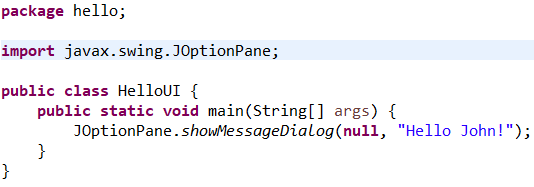 package hello;
import javax.swing.JOptionPane;
public class HelloUI {
public static void main(String[] args) {
JOptionPane.showMessageDialog(null, "Hello John!");
}
}